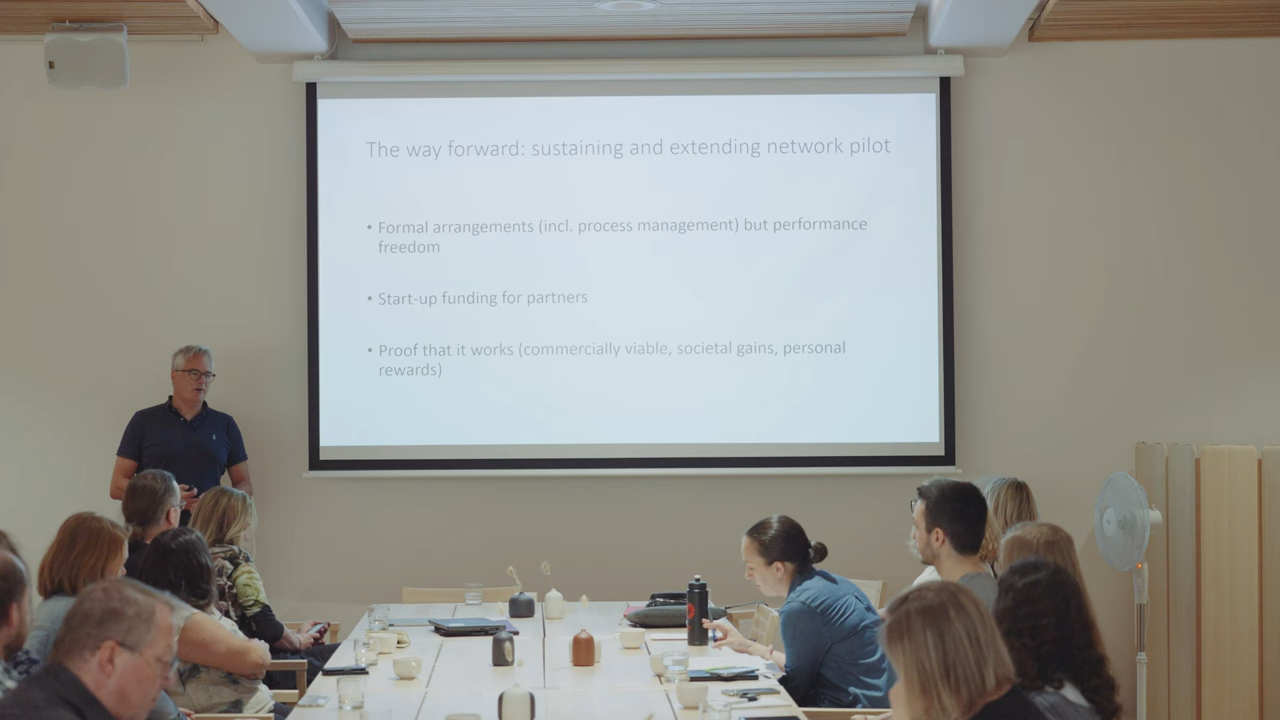 The way forward: sustaining and extending network pilot
• Formal arrangements (incl. process management) but performance
freedom
• Start-up funding for partners
• Proof that it works (commercially viable, societal gains, personal
rewards)